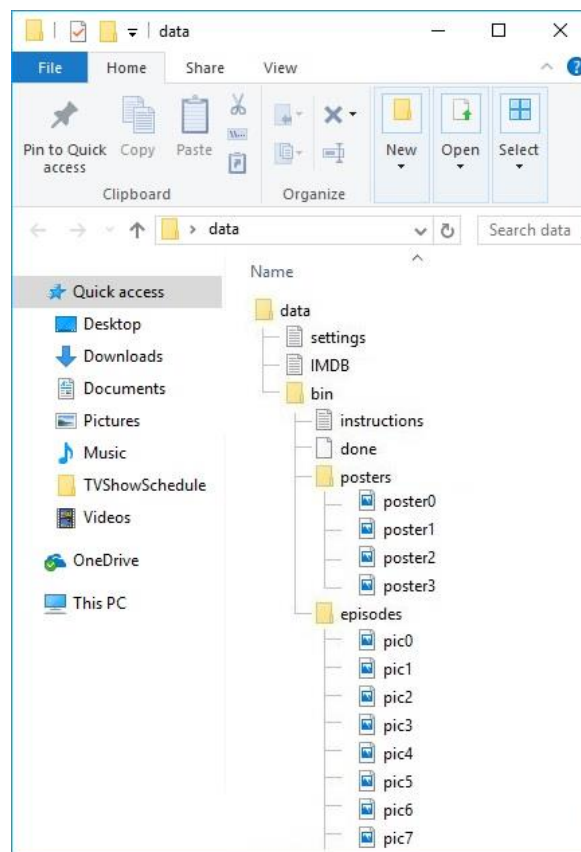 data
File Home Share View
Pin to Quick access Copy Paste New Open Select
Clipboard Organize
data Search data
Name
Quick access
Desktop
Downloads
Documents
Pictures
Music
TVShowSchedule
Videos
OneDrive
This PC
data
settings
IMDB
bin
instructions
done
posters
poster0
poster1
poster2
poster3
episodes
pic0
pic1
pic2
pic3
pic4
pic5
pic6
pic7